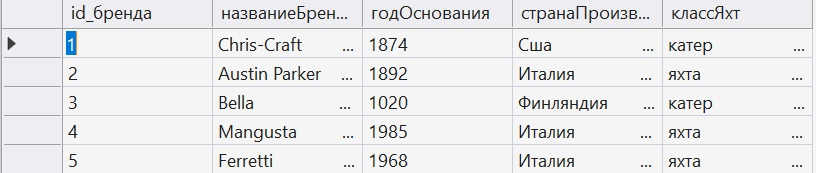 id_бренда названиеБрен... годОснования странаПроизв... классЯхт
1 Chris-Craft ... 1874 Сша ... катер ...
2 Austin Parker ... 1892 Италия ... яхта ...
3 Bella ... 1020 Финляндия ... катер ...
4 Mangusta ... 1985 Италия ... яхта ...
5 Ferretti ... 1968 Италия ... яхта ...